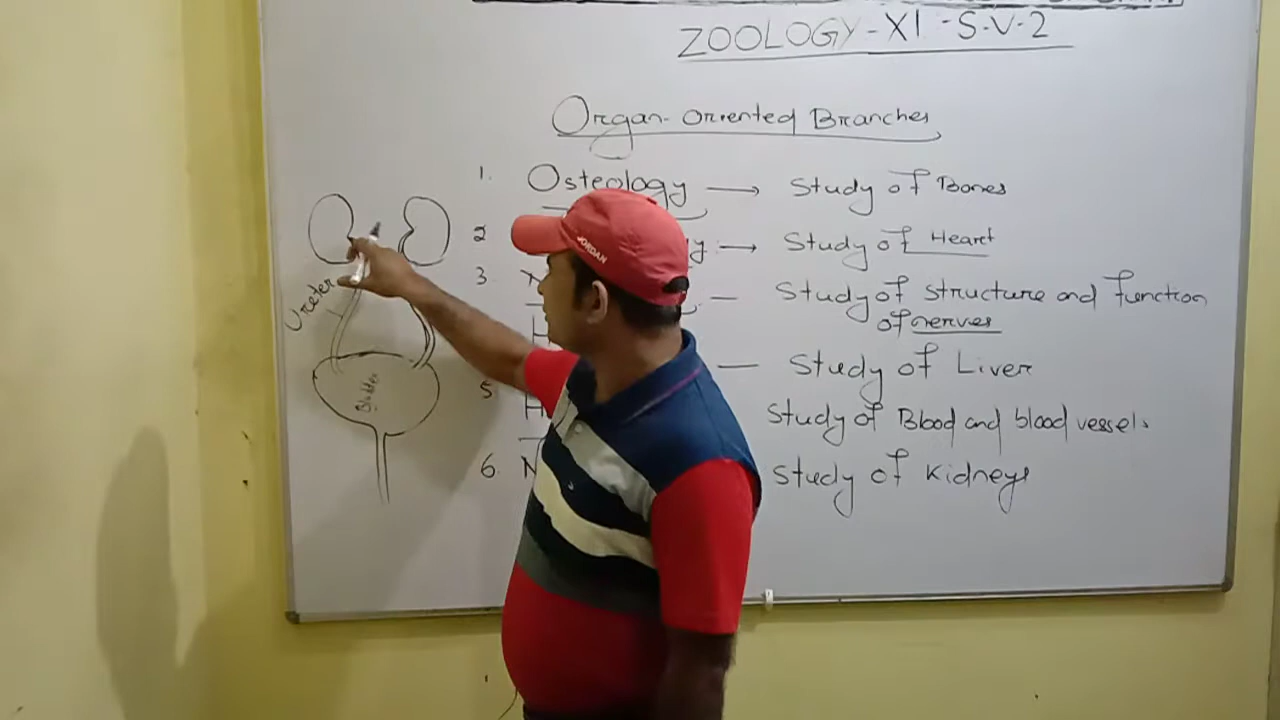 ZOOLOGY-XI-S.V-2
Organ-Oriented Branches
1. Osteology → Study of Bones
2 y → Study of Heart
3. — Study of structure and function
of nerves
H — Study of Liver
5 H Study of Blood and blood vessels
6. N Study of Kidneys
Ureter
Bladder
JORDAN